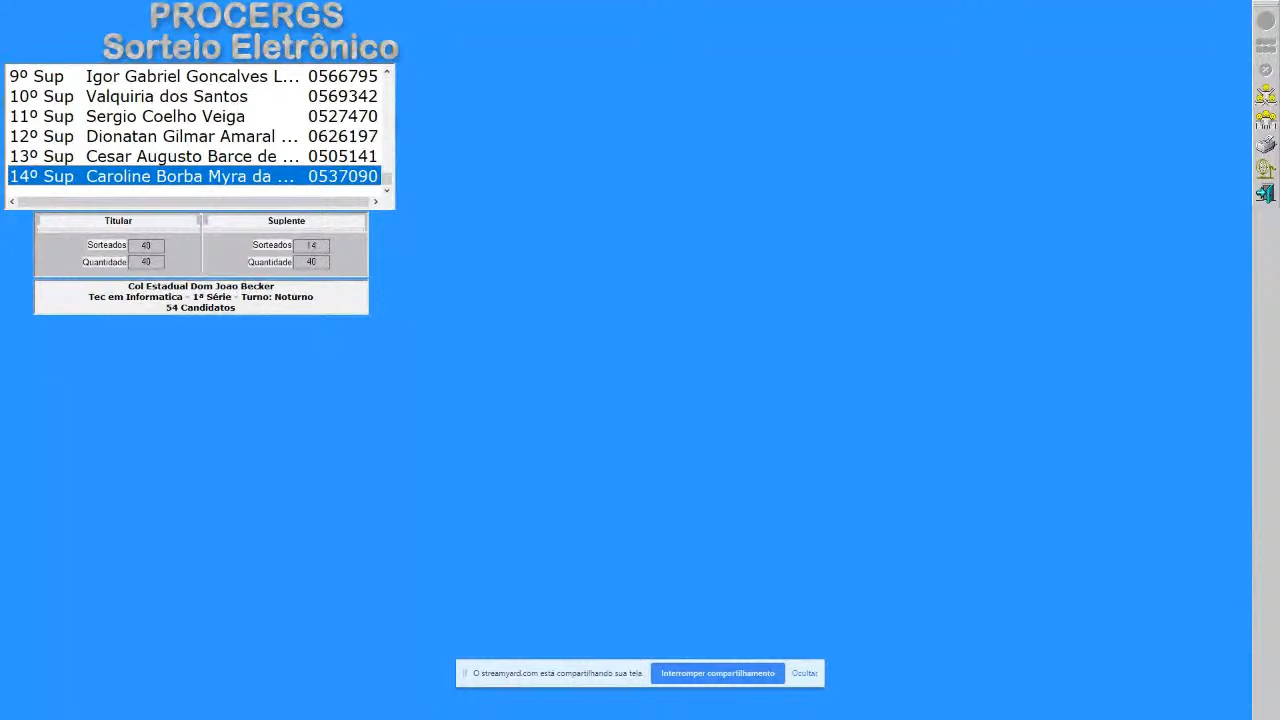 PROCERGS
Sorteio Eletrônico
9º Sup Igor Gabriel Goncalves L... 0566795
10º Sup Valquiria dos Santos 0569342
11º Sup Sergio Coelho Veiga 0527470
12º Sup Dionatan Gilmar Amaral ... 0626197
13º Sup Cesar Augusto Barce de ... 0505141
14º Sup Caroline Borba Myra da ... 0537090
Titular Suplente
Sorteados 40 Sorteados 14
Quantidade 40 Quantidade 40
Col Estadual Dom Joao Becker
Tec em Informatica - 1ª Série - Turno: Noturno
54 Candidatos
O streamyard.com está compartilhando sua tela. Interromper compartilhamento Ocultar